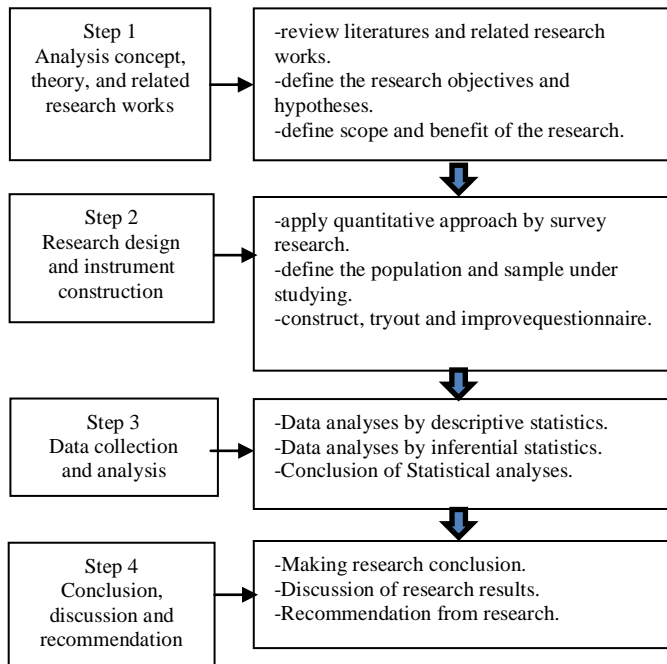 Step 1
Analysis concept,
theory, and related
research works
-review literatures and related research
works.
-define the research objectives and
hypotheses.
-define scope and benefit of the research.
Step 2
Research design
and instrument
construction
-apply quantitative approach by survey
research.
-define the population and sample under
studying.
-construct, tryout and improvequestionnaire.
Step 3
Data collection
and analysis
-Data analyses by descriptive statistics.
-Data analyses by inferential statistics.
-Conclusion of Statistical analyses.
Step 4
Conclusion,
discussion and
recommendation
-Making research conclusion.
-Discussion of research results.
-Recommendation from research.